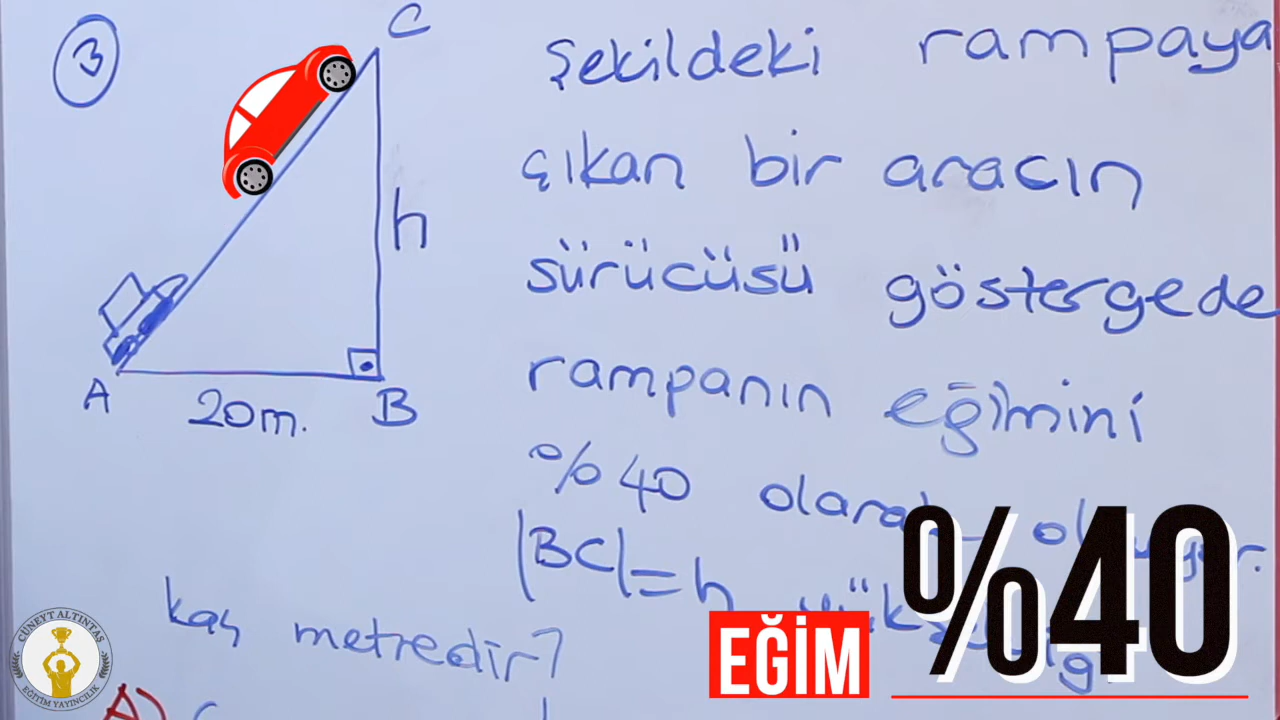 3
C
h
A
20m.
B
Şekildeki rampaya
çıkan bir aracın
sürücüsü göstergede
rampanın eğimini
%40
|BC|=h
kaç metredir?
A)
%40
EĞİM
CÜNEYT ALTINTAŞ
EĞİTİM YAYINCILIK